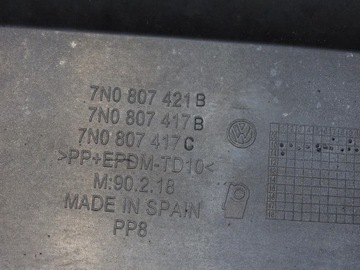 7N0 807 421 B
7N0 807 417 B
7N0 807 417 C
>PP+EPDM-TD10<
M:90.2.18
MADE IN SPAIN
PP8